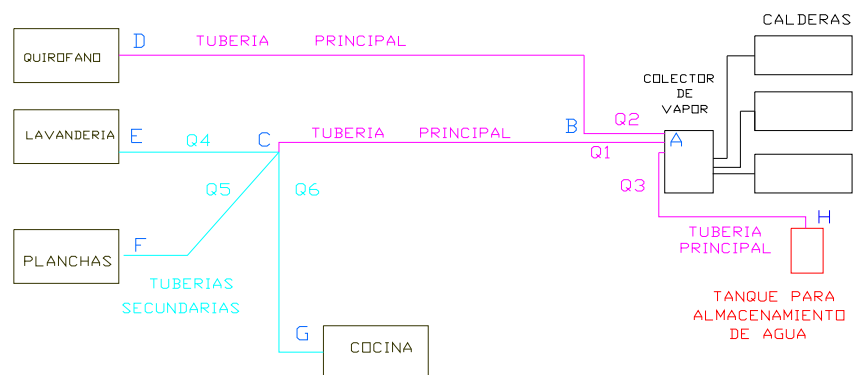 CALDERAS
D
TUBERIA PRINCIPAL
QUIROFANO
COLECTOR
DE
VAPOR
B
Q2
A
LAVANDERIA
E
Q4
C
TUBERIA PRINCIPAL
Q1
Q5
Q6
Q3
H
TUBERIA
PRINCIPAL
F
PLANCHAS
TUBERIAS
SECUNDARIAS
TANQUE PARA
ALMACENAMIENTO
DE AGUA
G
COCINA